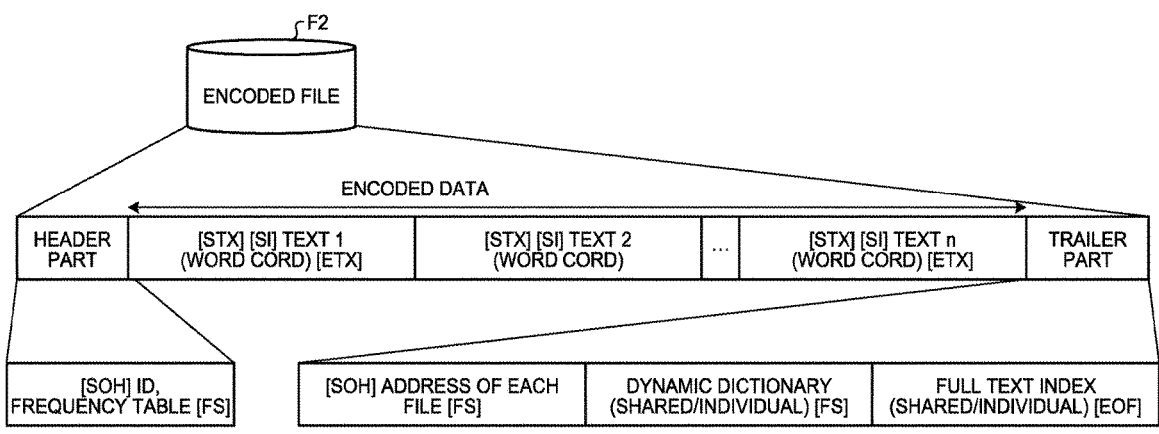 F2
ENCODED FILE
ENCODED DATA
HEADER
PART
[STX] [SI] TEXT 1
(WORD CORD) [ETX]
[STX] [SI] TEXT 2
(WORD CORD)
...
[STX] [SI] TEXT n
(WORD CORD) [ETX]
TRAILER
PART
[SOH] ID,
FREQUENCY TABLE [FS]
[SOH] ADDRESS OF EACH
FILE [FS]
DYNAMIC DICTIONARY
(SHARED/INDIVIDUAL) [FS]
FULL TEXT INDEX
(SHARED/INDIVIDUAL) [EOF]